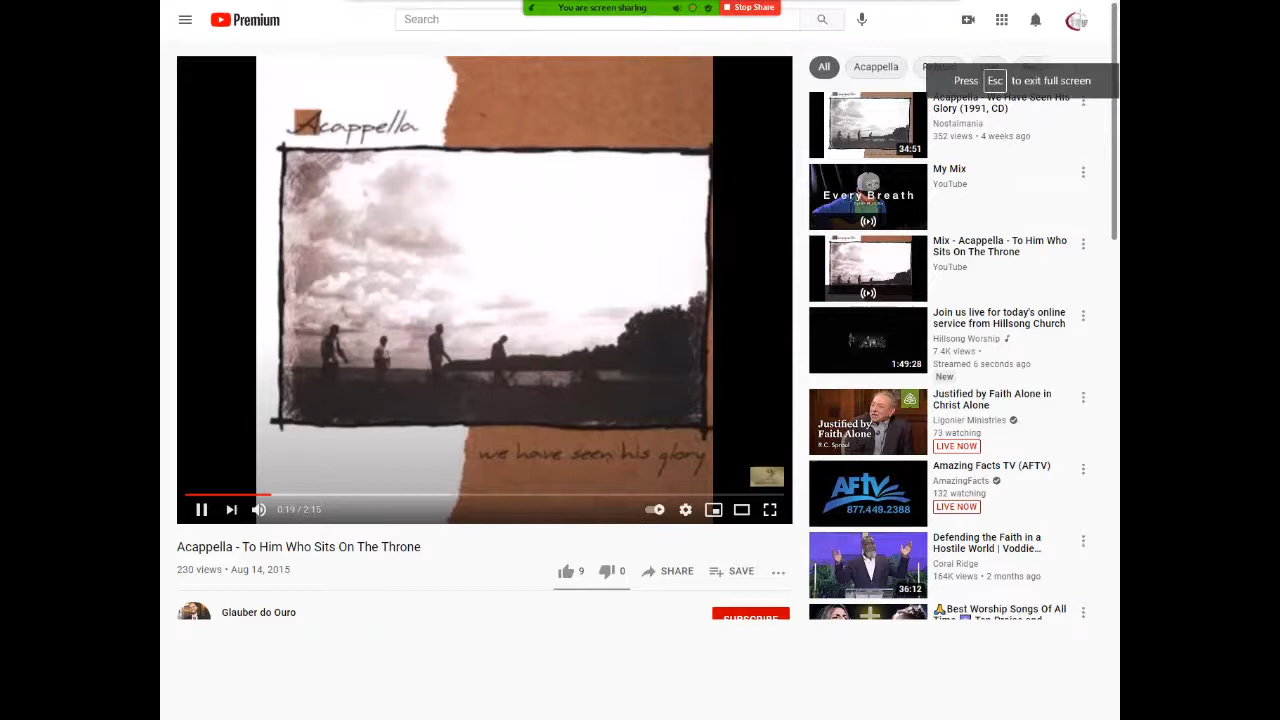 You are screen sharing
Stop Share
Premium
Search
All
Acappella
Press Esc to exit full screen
Acappella
we have seen his glory
0:19 / 2:15
Acappella - To Him Who Sits On The Throne
230 views • Aug 14, 2015
9
0
SHARE
SAVE
Glauber do Ouro
SUBSCRIBE
34:51
Acappella - We Have Seen His
Glory (1991, CD)
Nostalmania
352 views • 4 weeks ago
Every Breath
My Mix
YouTube
Mix - Acappella - To Him Who
Sits On The Throne
YouTube
1:49:28
Join us live for today's online
service from Hillsong Church
Hillsong Worship
7.4K views •
Streamed 6 seconds ago
New
Justified by
Faith Alone
R.C. Sproul
Justified by Faith Alone in
Christ Alone
Ligonier Ministries
73 watching
LIVE NOW
AFTV
877.449.2388
Amazing Facts TV (AFTV)
AmazingFacts
132 watching
LIVE NOW
36:12
Defending the Faith in a
Hostile World | Voddie...
Coral Ridge
164K views • 2 months ago
🙏Best Worship Songs Of All